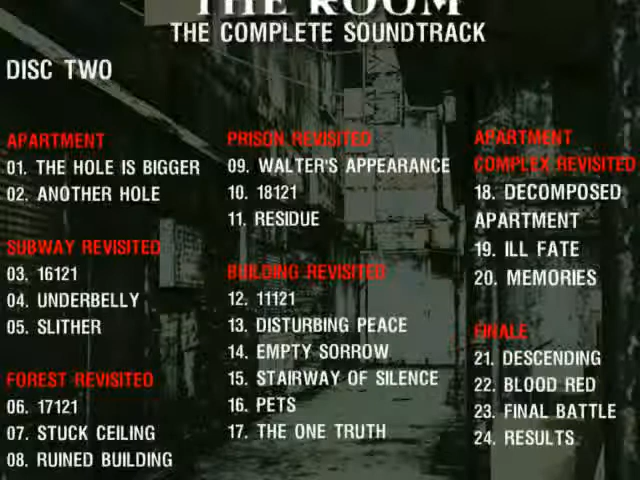 THE ROOM
THE COMPLETE SOUNDTRACK
DISC TWO
APARTMENT
01. THE HOLE IS BIGGER
02. ANOTHER HOLE
SUBWAY REVISITED
03. 16121
04. UNDERBELLY
05. SLITHER
FOREST REVISITED
06. 17121
07. STUCK CEILING
08. RUINED BUILDING
PRISON REVISITED
09. WALTER'S APPEARANCE
10. 18121
11. RESIDUE
BUILDING REVISITED
12. 11121
13. DISTURBING PEACE
14. EMPTY SORROW
15. STAIRWAY OF SILENCE
16. PETS
17. THE ONE TRUTH
APARTMENT
COMPLEX REVISITED
18. DECOMPOSED
APARTMENT
19. ILL FATE
20. MEMORIES
FINALE
21. DESCENDING
22. BLOOD RED
23. FINAL BATTLE
24. RESULTS